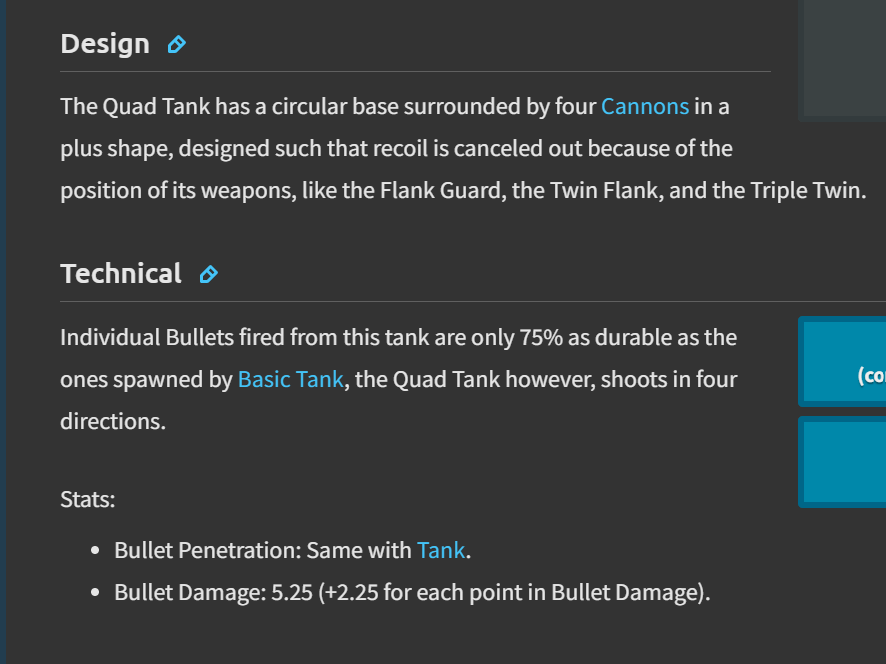 Design
The Quad Tank has a circular base surrounded by four Cannons in a
plus shape, designed such that recoil is canceled out because of the
position of its weapons, like the Flank Guard, the Twin Flank, and the Triple Twin.
Technical
Individual Bullets fired from this tank are only 75% as durable as the
ones spawned by Basic Tank, the Quad Tank however, shoots in four
directions.
(co
Stats:
• Bullet Penetration: Same with Tank.
• Bullet Damage: 5.25 (+2.25 for each point in Bullet Damage).